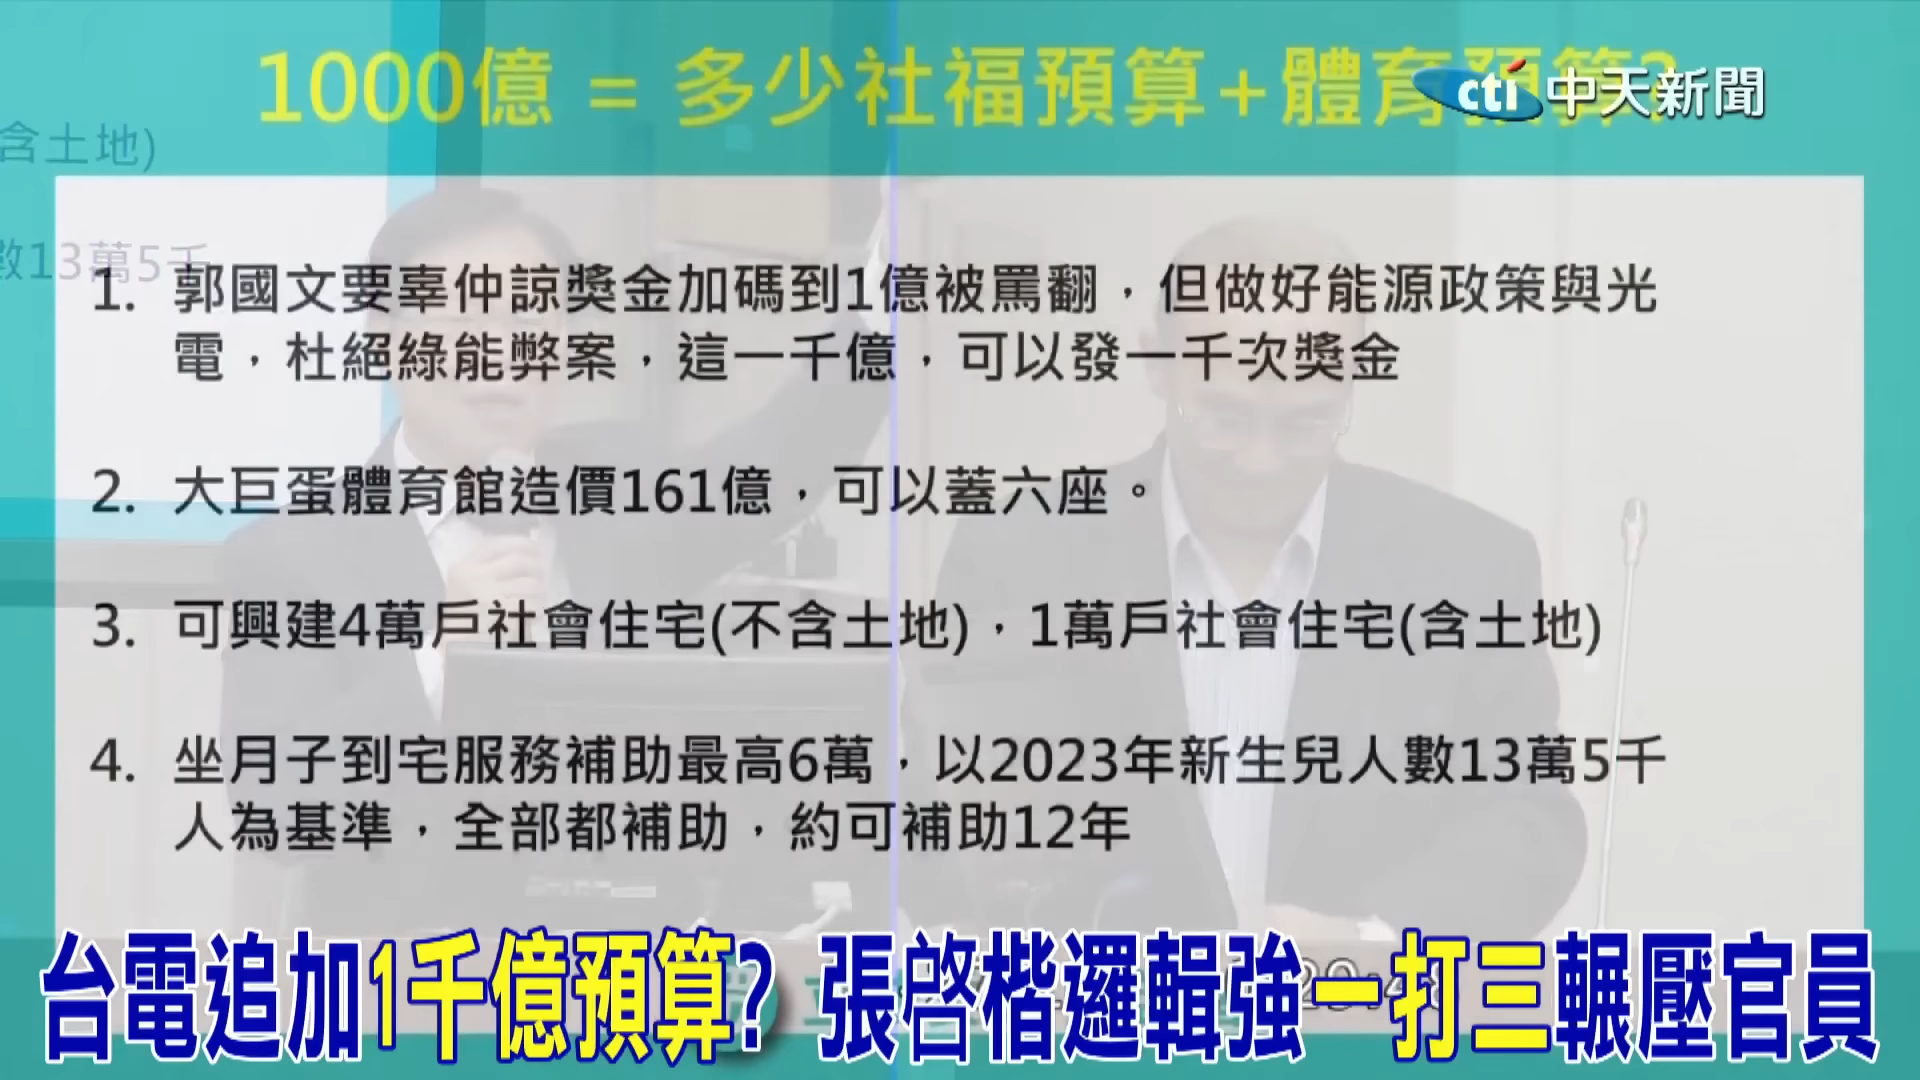 1000億 = 多少社福預算+體育預算?
cti 中天新聞
含土地)
數13萬5千
1. 郭國文要辜仲諒獎金加碼到1億被罵翻，但做好能源政策與光
電，杜絕綠能弊案，這一千億，可以發一千次獎金
2. 大巨蛋體育館造價161億，可以蓋六座。
3. 可興建4萬戶社會住宅(不含土地)，1萬戶社會住宅(含土地)
4. 坐月子到宅服務補助最高6萬，以2023年新生兒人數13萬5千
人為基準，全部都補助，約可補助12年
台電追加1千億預算? 張啓楷邏輯強一打三輾壓官員